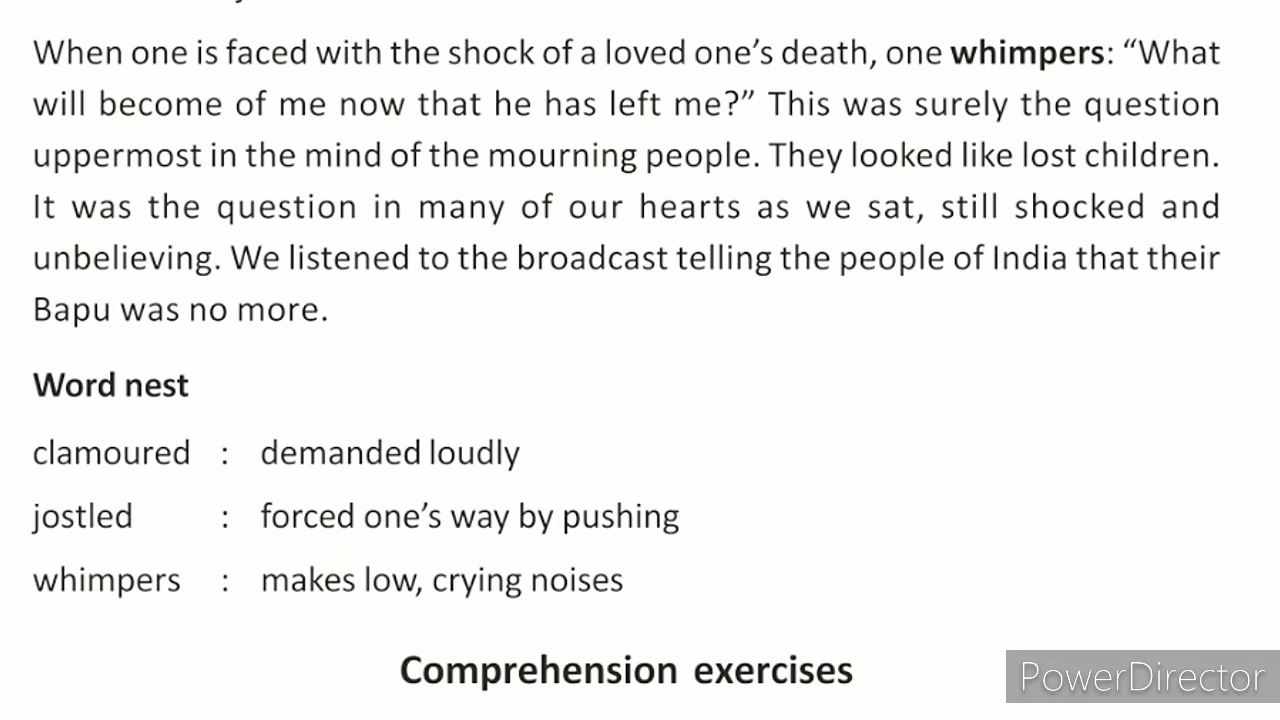 When one is faced with the shock of a loved one’s death, one whimpers: “What
will become of me now that he has left me?” This was surely the question
uppermost in the mind of the mourning people. They looked like lost children.
It was the question in many of our hearts as we sat, still shocked and
unbelieving. We listened to the broadcast telling the people of India that their
Bapu was no more.
Word nest
clamoured : demanded loudly
jostled : forced one’s way by pushing
whimpers : makes low, crying noises
Comprehension exercises
PowerDirector